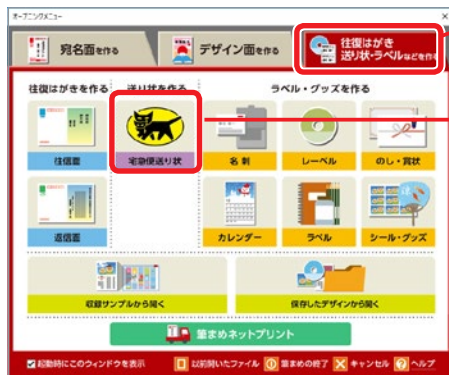 オープニングメニュー
宛名面を作る
デザイン面を作る
往復はがき
送り状・ラベルなどを作る
往復はがきを作る
送り状を作る
ラベル・グッズを作る
往信面
宅急便送り状
名刺
レーベル
のし・賞状
返信面
カレンダー
ラベル
シール・グッズ
収録サンプルから開く
保存したデザインから開く
筆まめネットプリント
起動時にこのウィンドウを表示
以前開いたファイル
筆まめの終了
キャンセル
ヘルプ